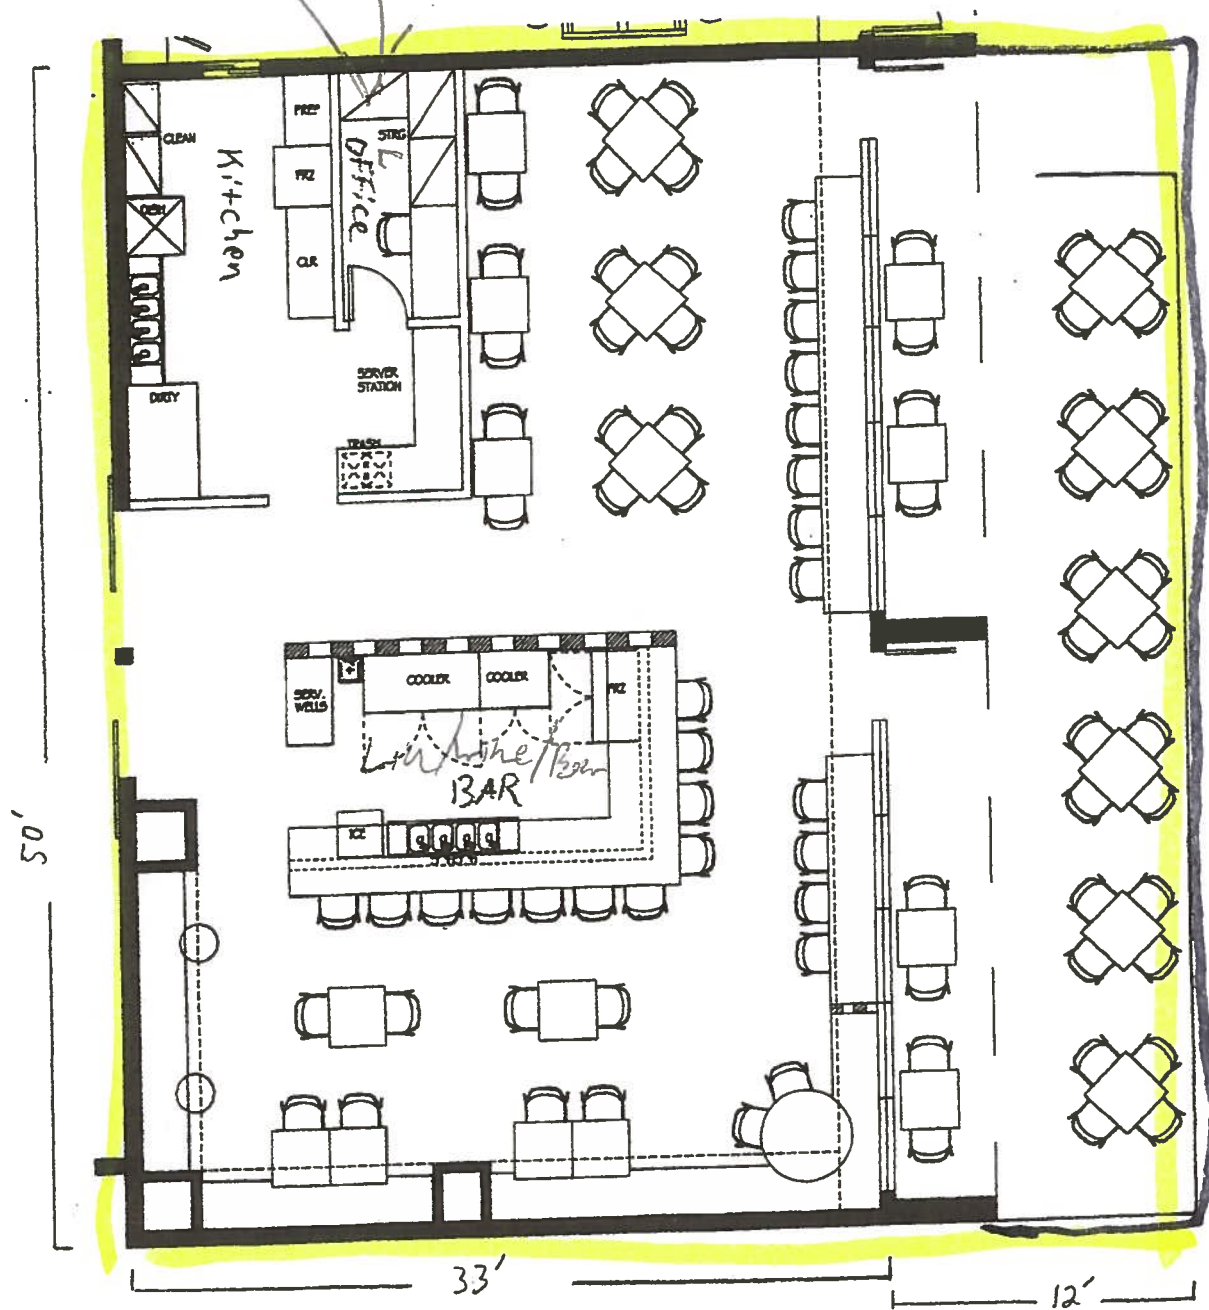 PREP
CLEAN
STRG
FRZ
Kitchen
Office
DISH
CLR
SERVER
STATION
DIRTY
TRASH
COOLER
COOLER
FRZ
SERV.
WELLS
BAR
ICE
50'
33'
12'